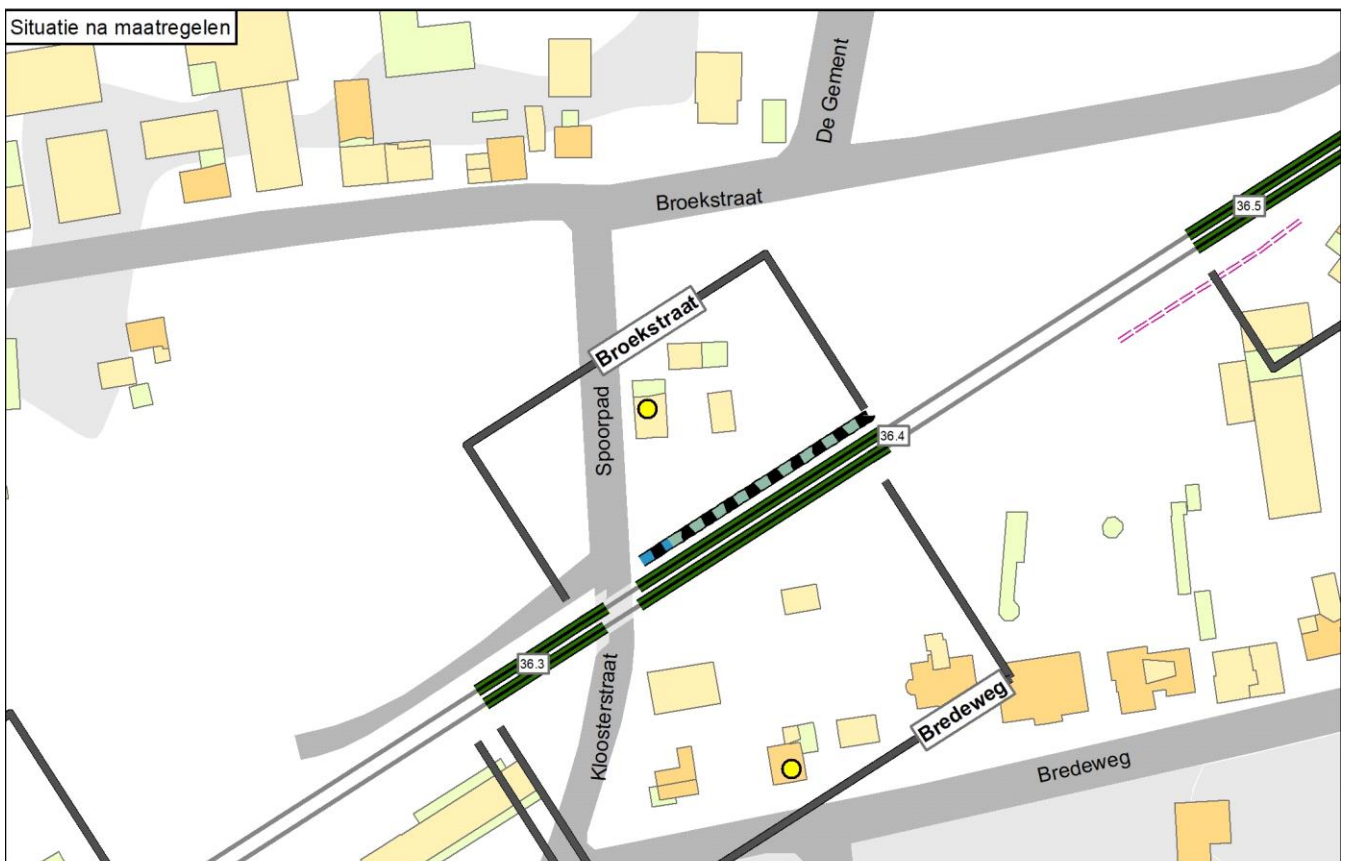 Situatie na maatregelen
De Gement
Broekstraat
36.5
Broekstraat
Spoorpad
36.4
36.3
Kloosterstraat
Bredeweg
Bredeweg